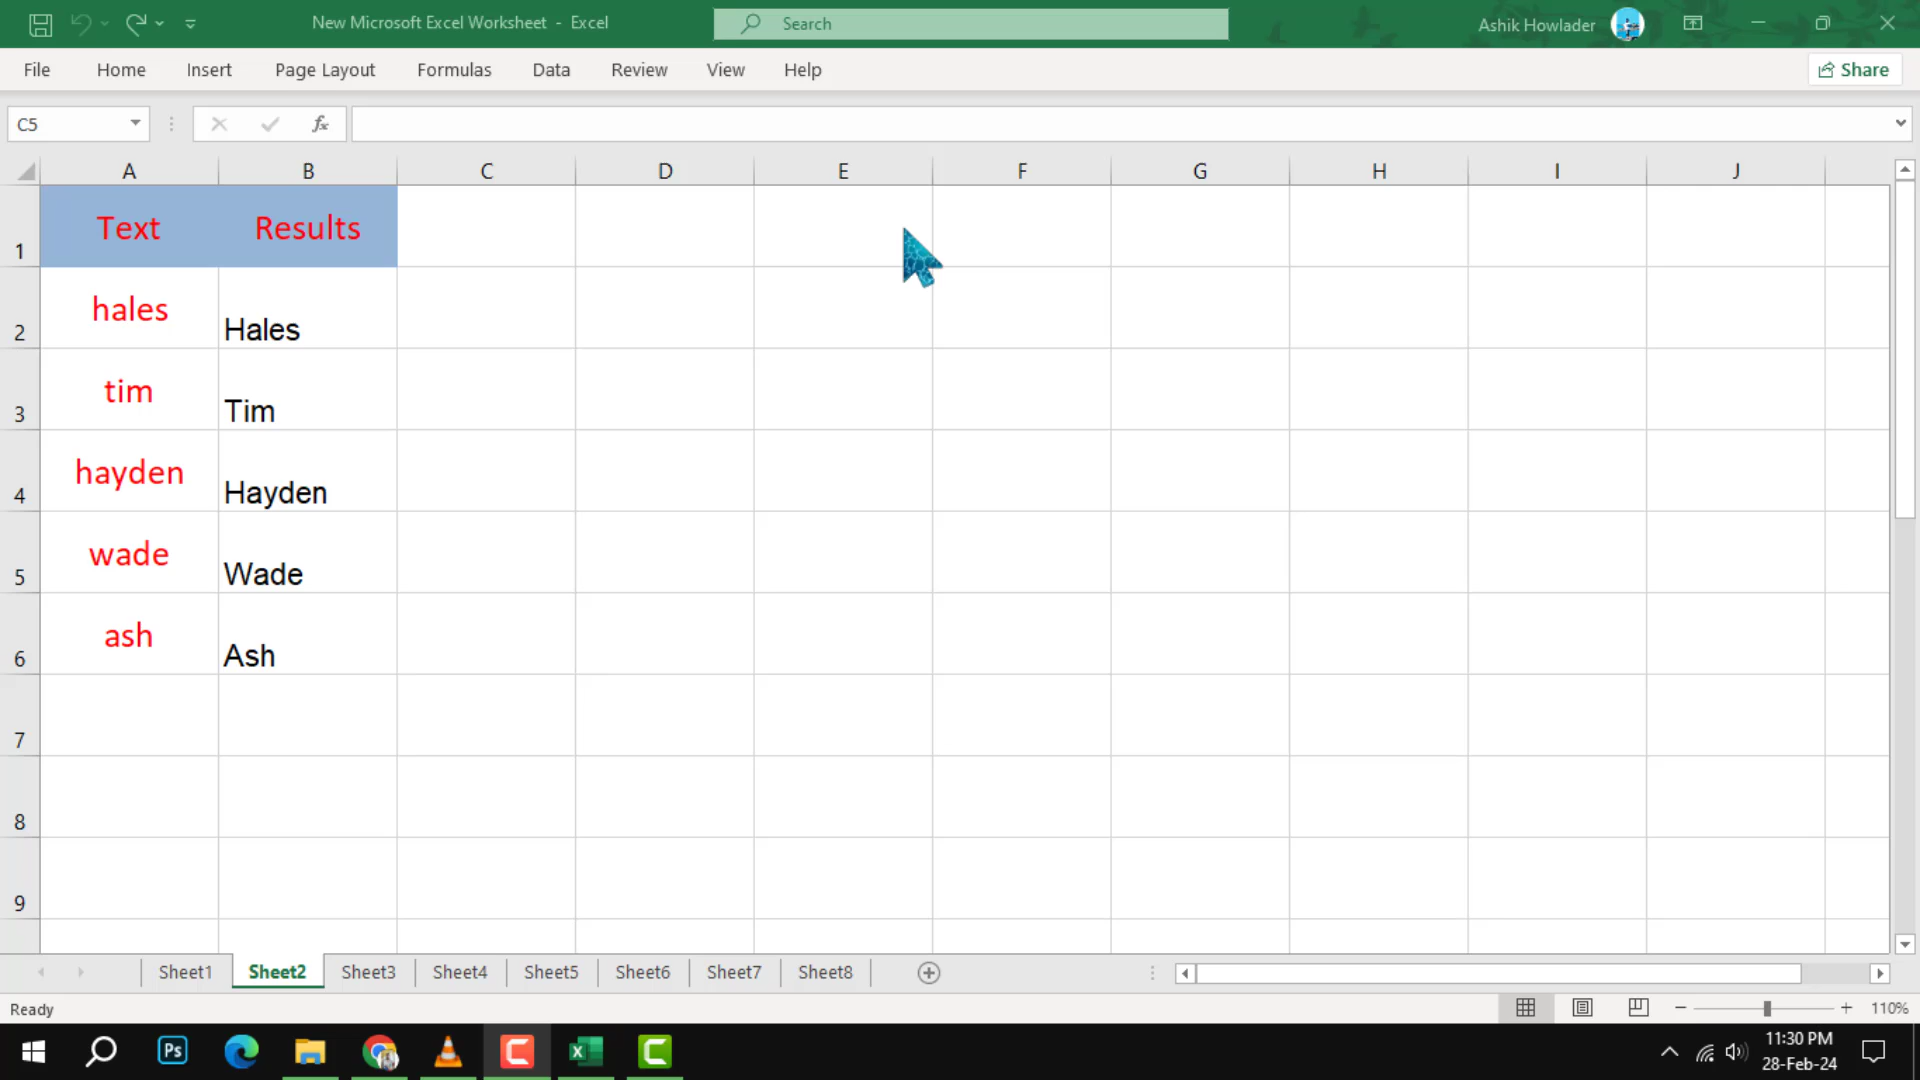 New Microsoft Excel Worksheet - Excel
Search
Ashik Howlader
File Home Insert Page Layout Formulas Data Review View Help
Share
C5
fx
A B C D E F G H I J
1 Text Results
2 hales Hales
3 tim Tim
4 hayden Hayden
5 wade Wade
6 ash Ash
7
8
9
Sheet1 Sheet2 Sheet3 Sheet4 Sheet5 Sheet6 Sheet7 Sheet8
Ready
110%
Ps
11:30 PM
28-Feb-24